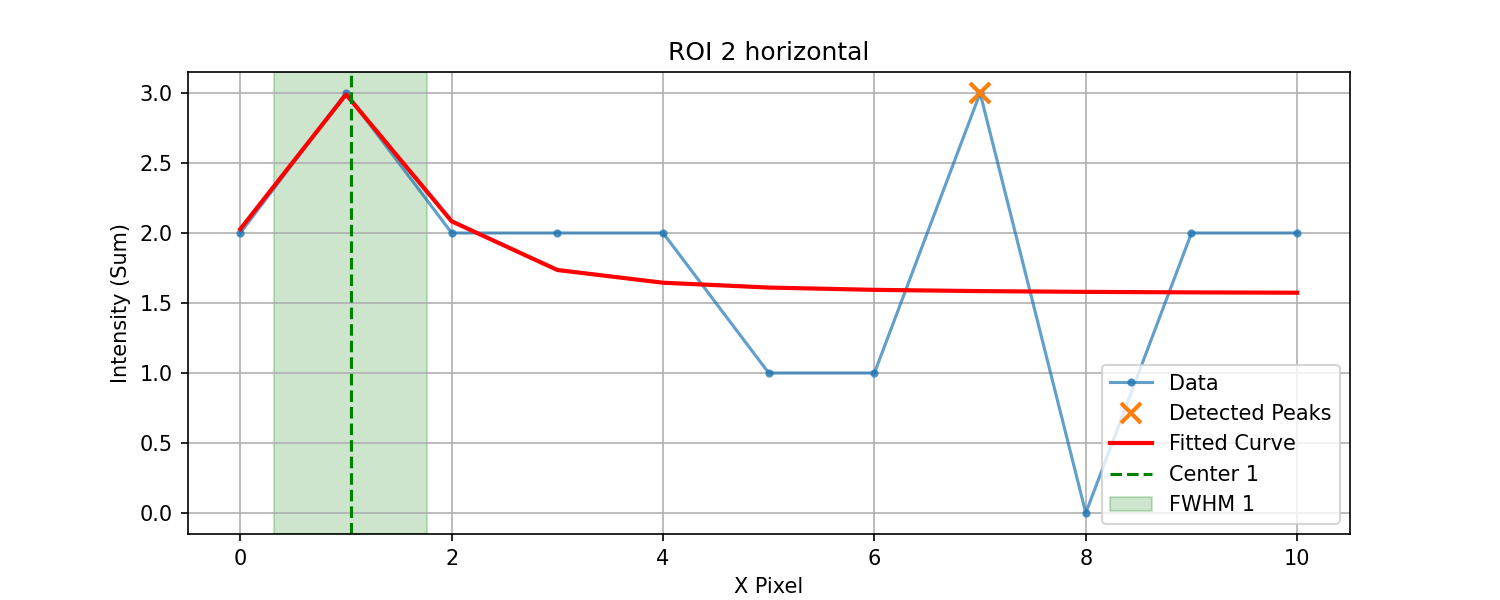 ROI 2 horizontal
3.0
2.5
2.0
1.5
1.0
0.5
0.0
Intensity (Sum)
0 2 4 6 8 10
X Pixel
Data
Detected Peaks
Fitted Curve
Center 1
FWHM 1